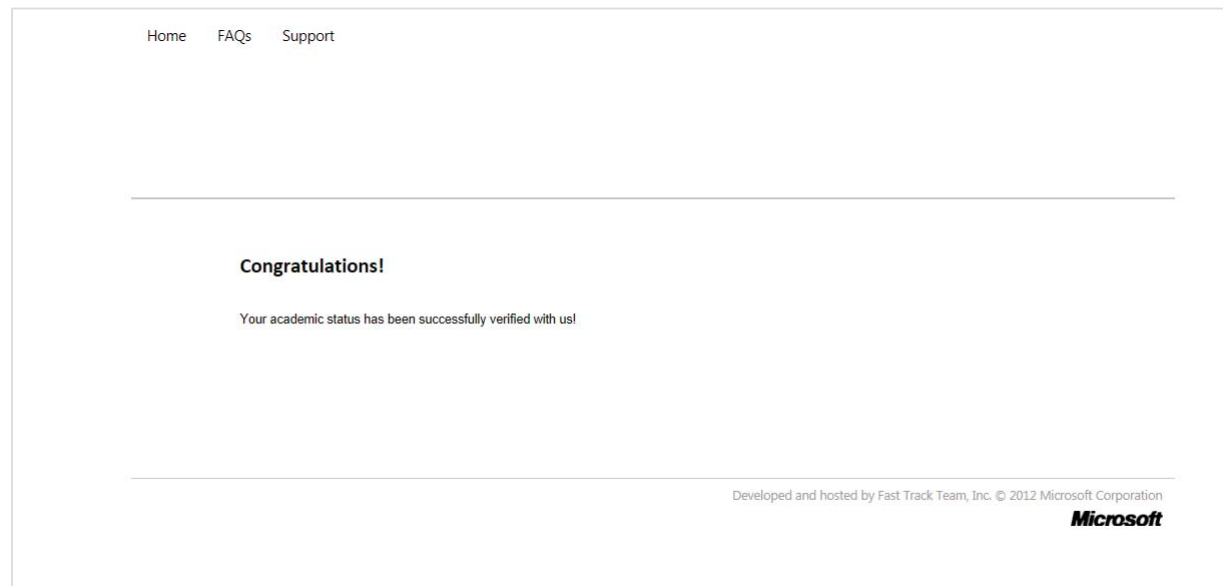 Home FAQs Support
Congratulations!
Your academic status has been successfully verified with us!
Developed and hosted by Fast Track Team, Inc. © 2012 Microsoft Corporation
Microsoft